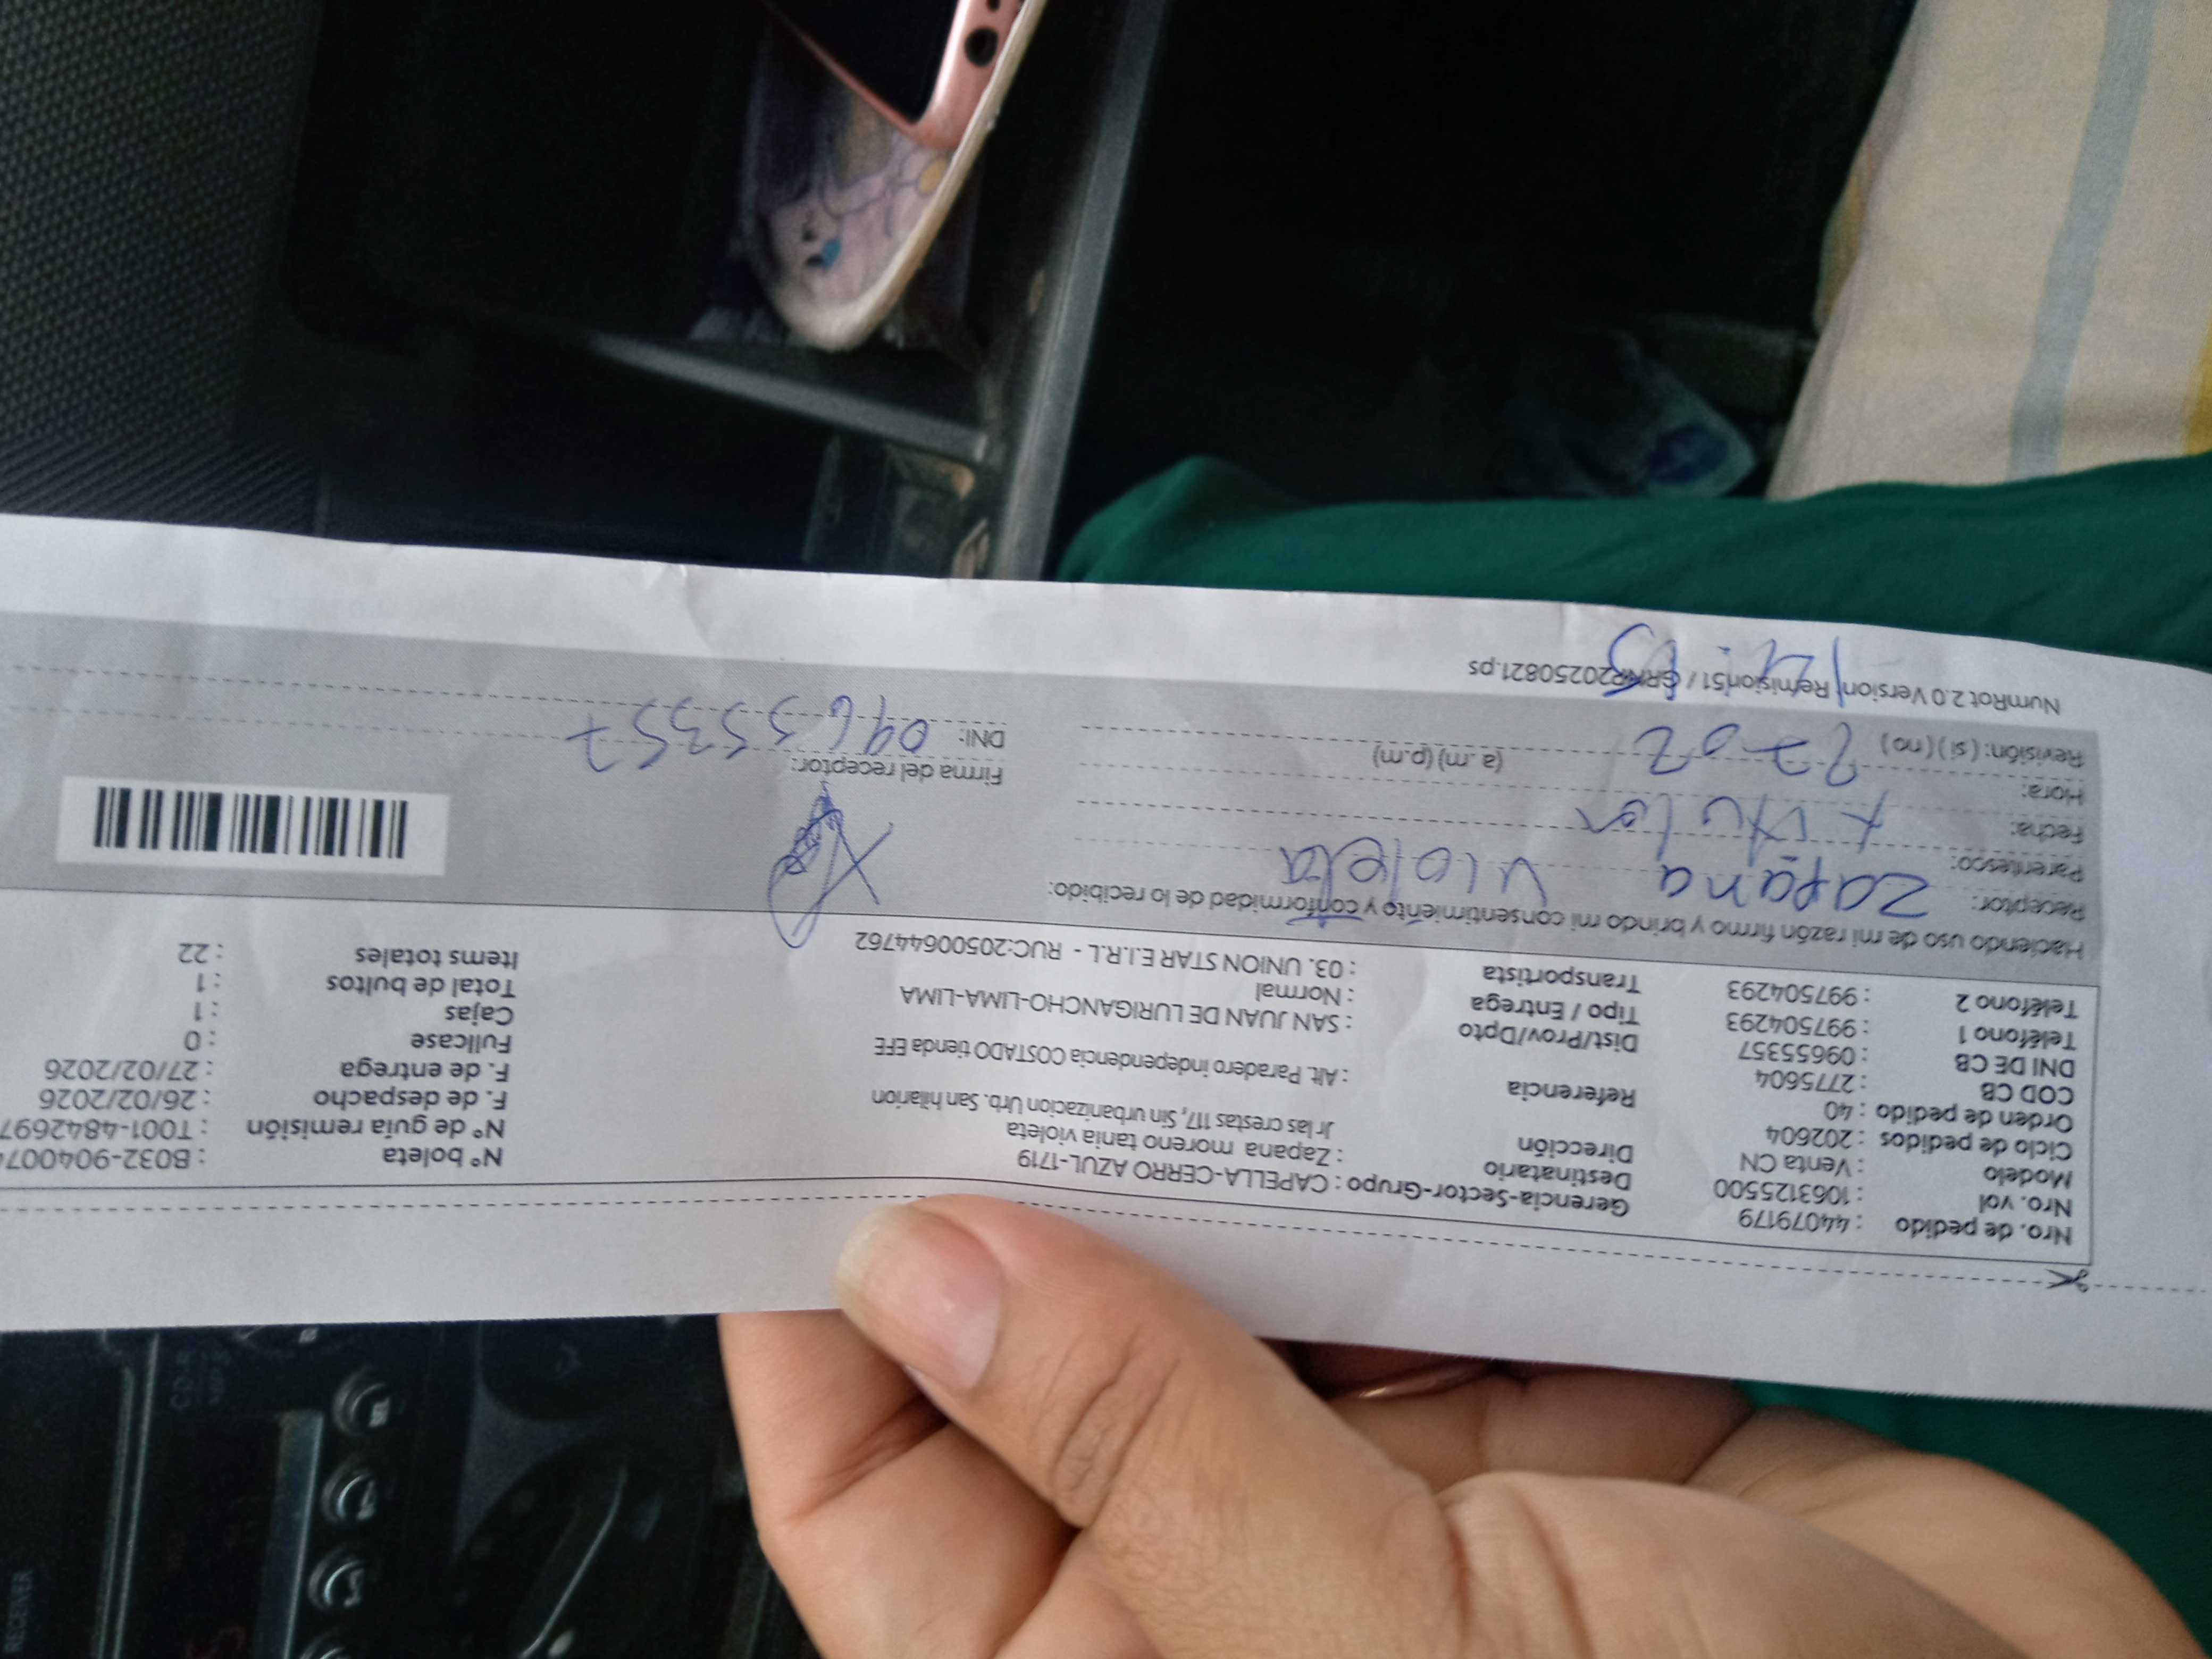 Nro. de pedido : 44079179
Nro. vol : 1063125500
Modelo : Venta CN
Ciclo de pedidos : 202604
Orden de pedido : 40
COD CB : 2775604
DNI DE CB : 09655357
Teléfono 1 : 997504293
Teléfono 2 : 997504293
Gerencia-Sector-Grupo : CAPELLA-CERRO AZUL-1719
Destinatario : Zapana moreno tania violeta
Dirección Jr las crestas 117, Sin urbanizacion Urb. San hilarion
Referencia : Alt. Paradero independencia COSTADO tienda EFE
Dist/Prov/Dpto : SAN JUAN DE LURIGANCHO-LIMA-LIMA
Tipo / Entrega : Normal
Transportista : 03. UNION STAR E.I.R.L - RUC:20500644762
N° boleta : B032-9040074
N° de guía remisión : T001-4842697
F. de despacho : 26/02/2026
F. de entrega : 27/02/2026
Fullcase : 0
Cajas : 1
Total de bultos : 1
Items totales : 22
Haciendo uso de mi razón firmo y brindo mi consentimiento y conformidad de lo recibido:
Receptor: Zapana Violeta
Parentesco:
Fecha:
Hora: (a.m) (p.m)
Revisión: ( si ) ( no )
Firma del receptor:
DNI: 09655357
NumRot 2.0 Version Remision51 / GRNR20250821.ps
RECEIVER